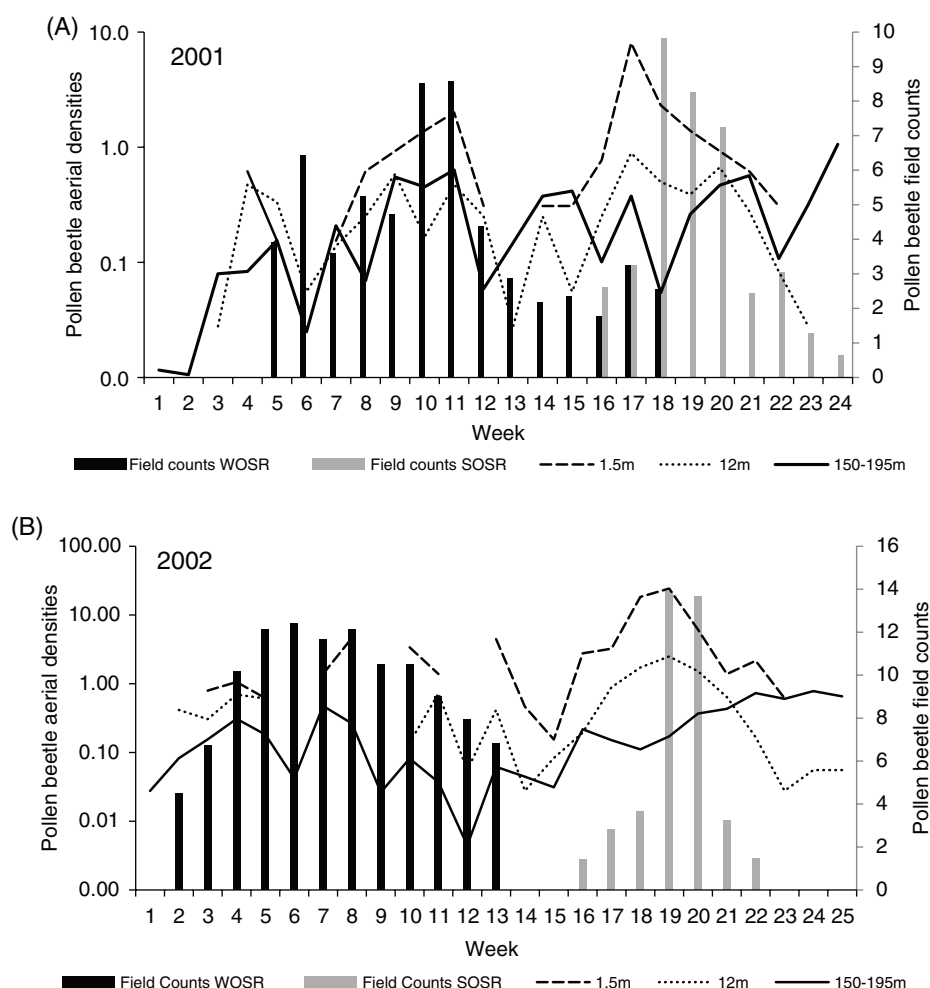 (A)
2001
Pollen beetle aerial densities
10.0
1.0
0.1
0.0
Pollen beetle field counts
10
9
8
7
6
5
4
3
2
1
0
1 2 3 4 5 6 7 8 9 10 11 12 13 14 15 16 17 18 19 20 21 22 23 24
Week
Field counts WOSR Field counts SOSR 1.5m 12m 150-195m
(B)
2002
Pollen beetle aerial densities
100.00
10.00
1.00
0.10
0.01
0.00
Pollen beetle field counts
16
14
12
10
8
6
4
2
0
1 2 3 4 5 6 7 8 9 10 11 12 13 14 15 16 17 18 19 20 21 22 23 24 25
Week
Field Counts WOSR Field Counts SOSR 1.5m 12m 150-195m